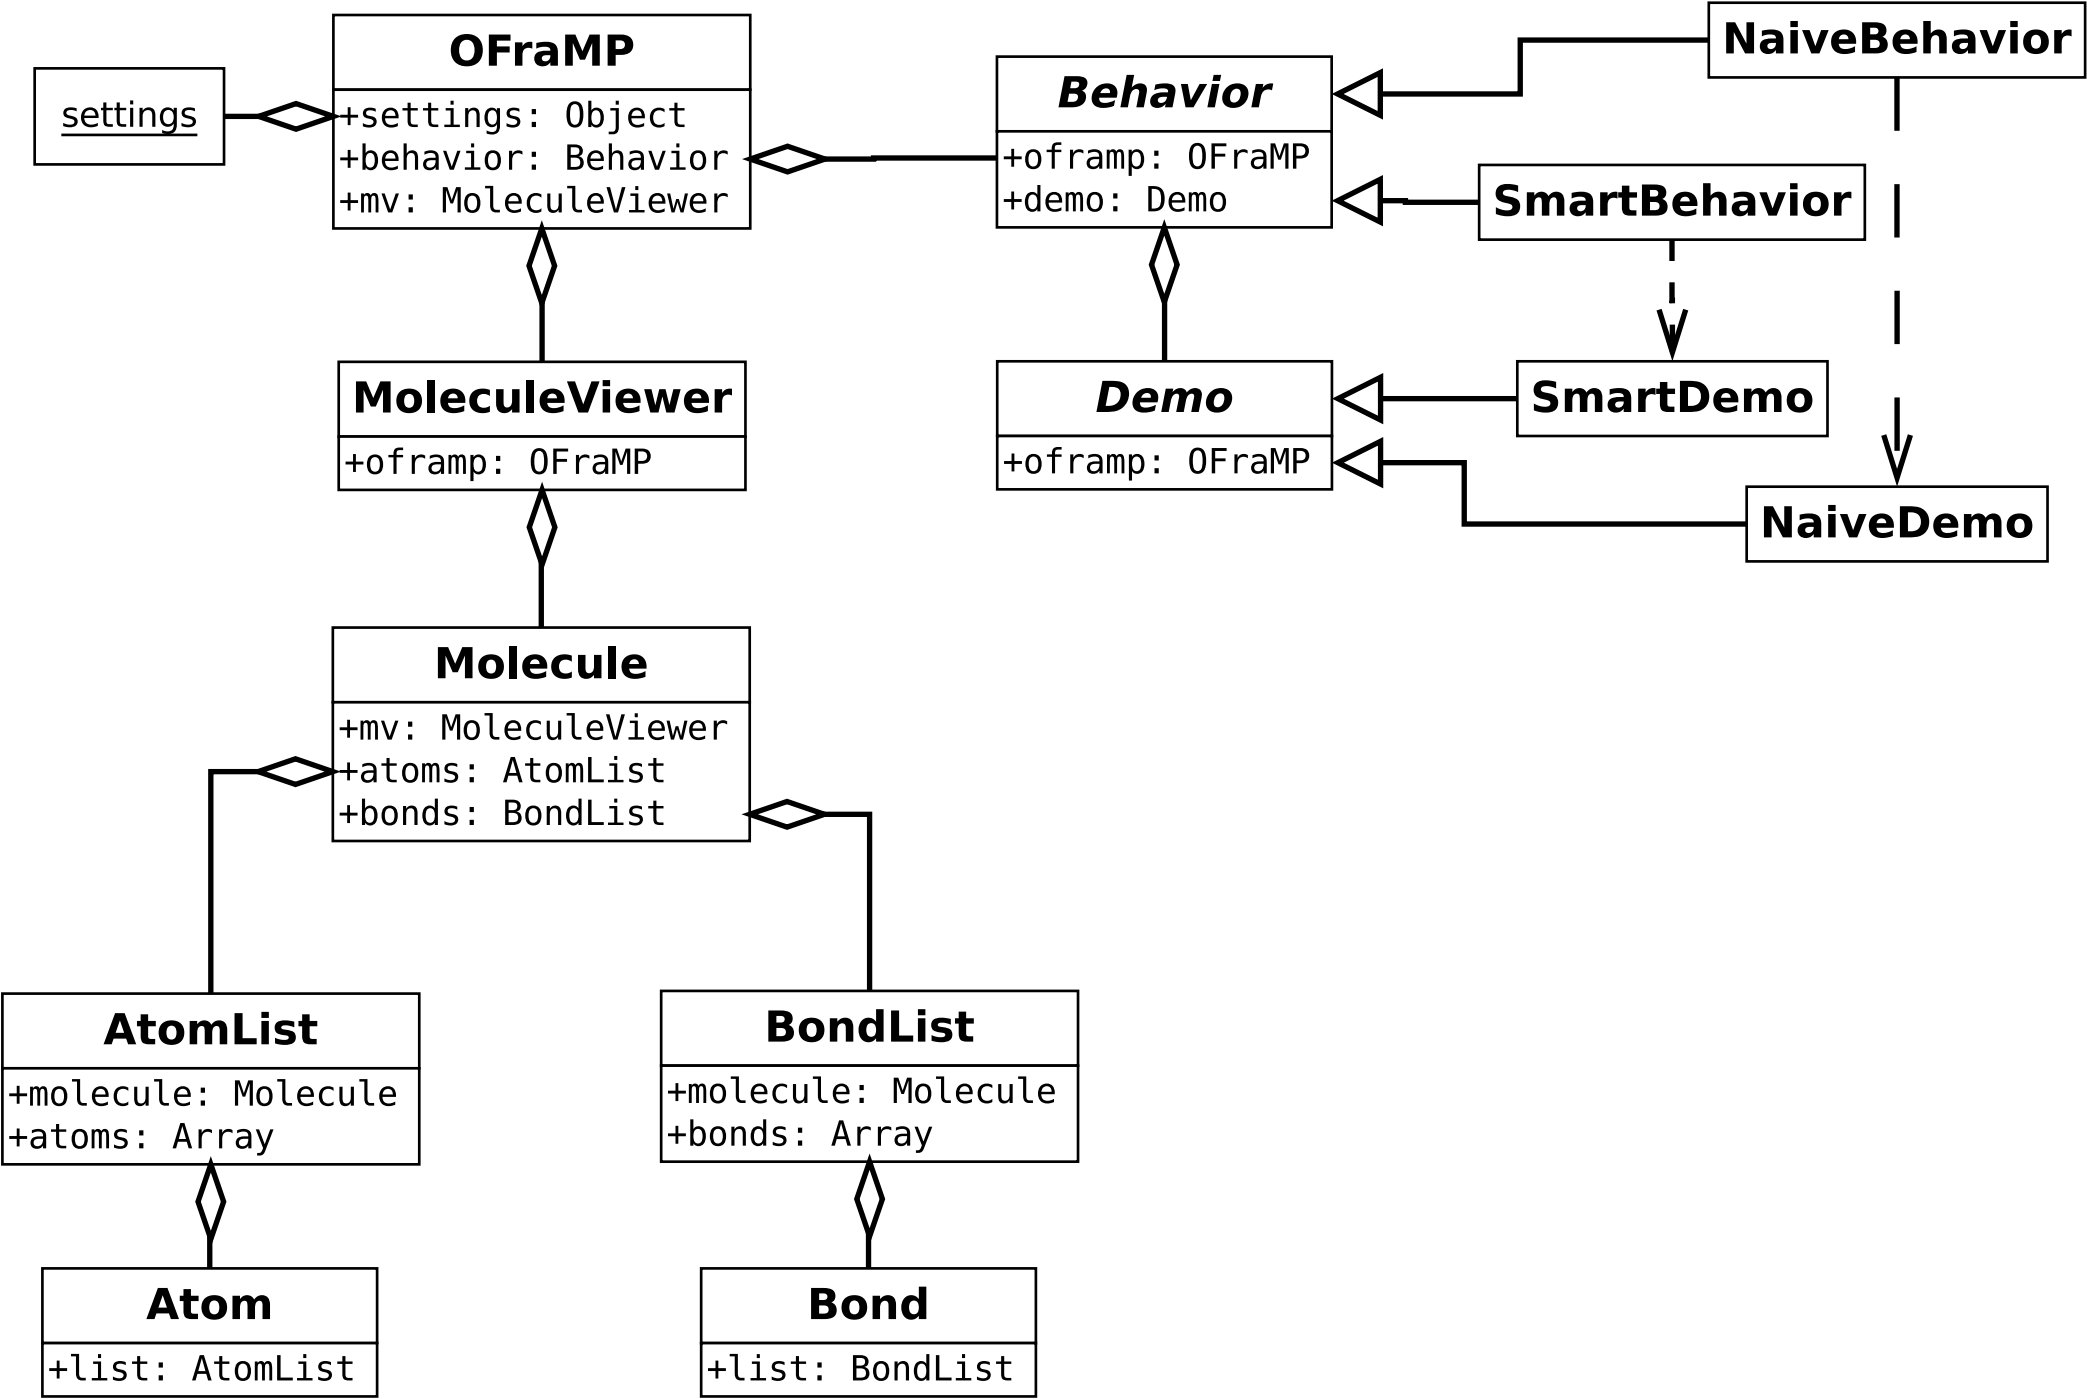 OFraMP
+settings: Object
+behavior: Behavior
+mv: MoleculeViewer
settings
Behavior
+oframp: OFraMP
+demo: Demo
NaiveBehavior
SmartBehavior
MoleculeViewer
+oframp: OFraMP
Demo
+oframp: OFraMP
SmartDemo
NaiveDemo
Molecule
+mv: MoleculeViewer
+atoms: AtomList
+bonds: BondList
AtomList
+molecule: Molecule
+atoms: Array
BondList
+molecule: Molecule
+bonds: Array
Atom
+list: AtomList
Bond
+list: BondList